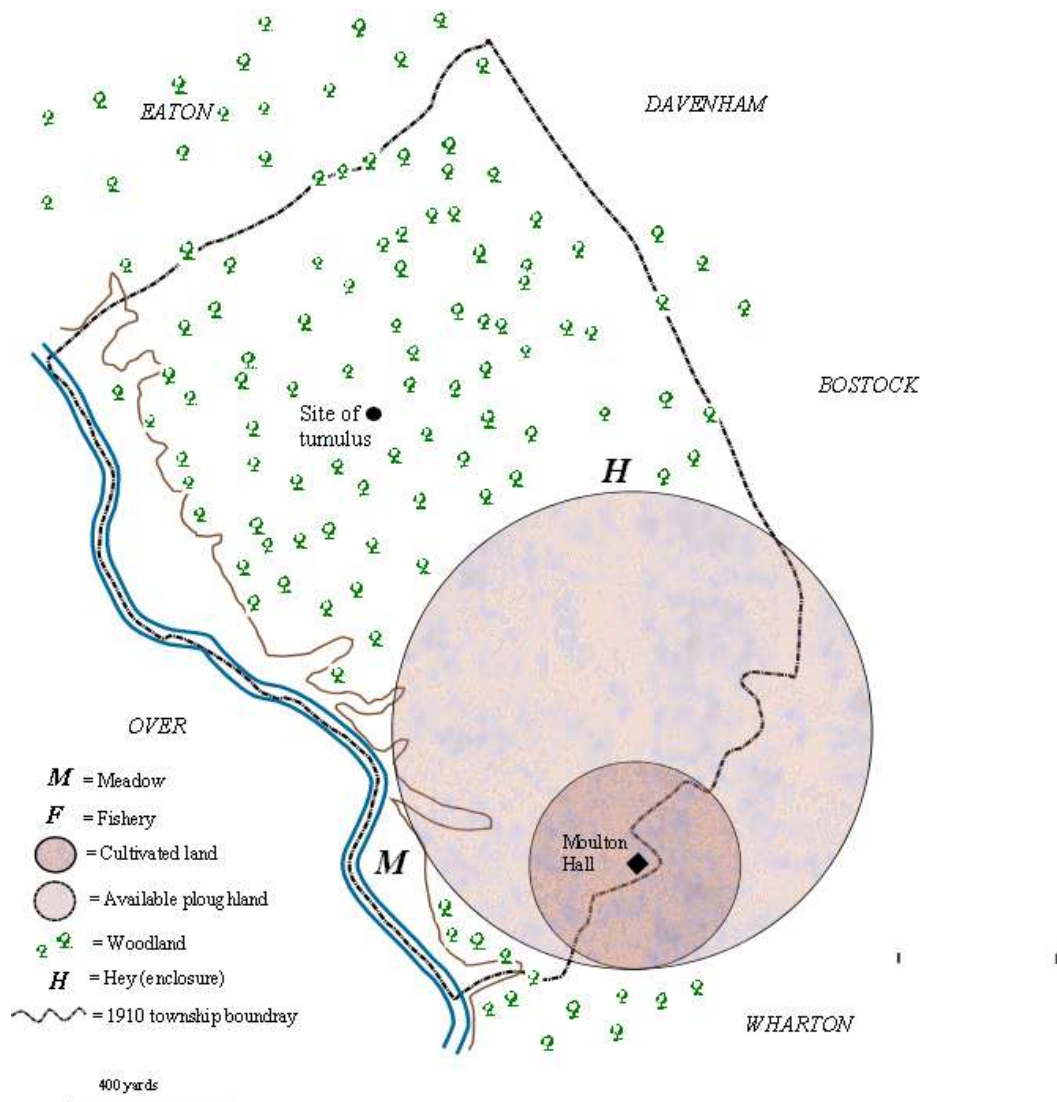 EATON
DAVENHAM
BOSTOCK
Site of
tumulus
H
OVER
M = Meadow
F = Fishery
= Cultivated land
= Available ploughland
= Woodland
H = Hey (enclosure)
= 1910 township boundray
400 yards
Moulton
Hall
M
WHARTON